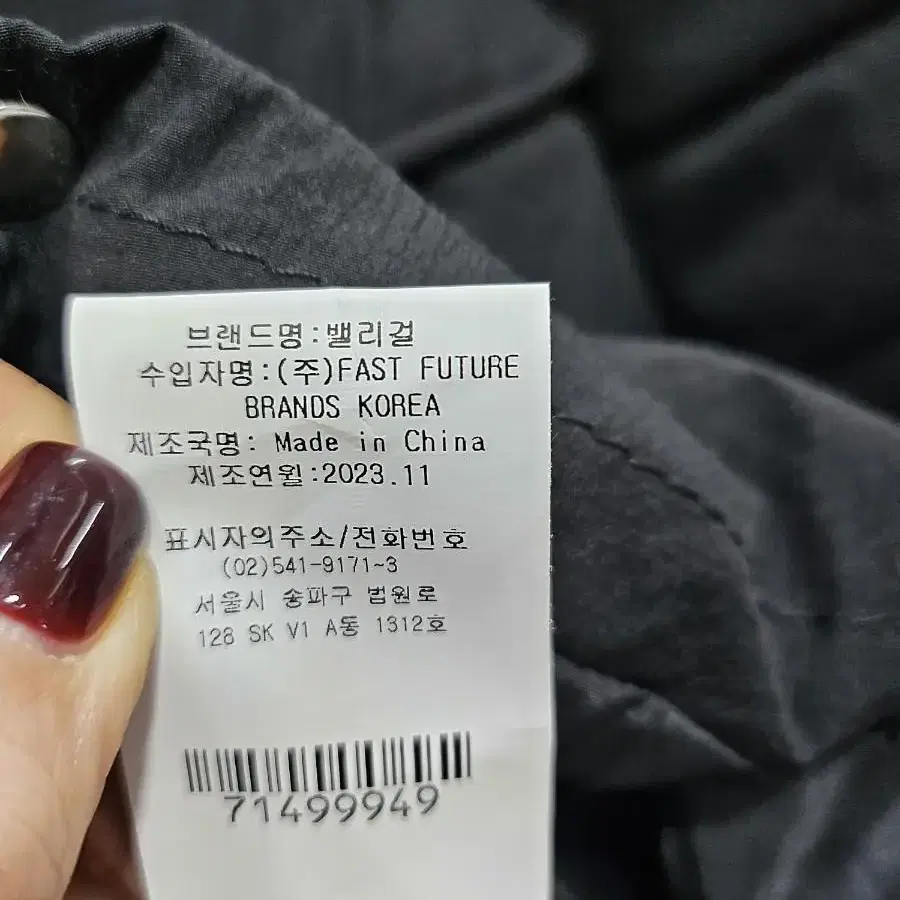 브랜드명:밸리걸
수입자명:(주)FAST FUTURE
BRANDS KOREA
제조국명: Made in China
제조연월:2023.11
표시자의주소/전화번호
(02)541-9171~3
서울시 송파구 법원로
128 SK V1 A동 1312호
71499949